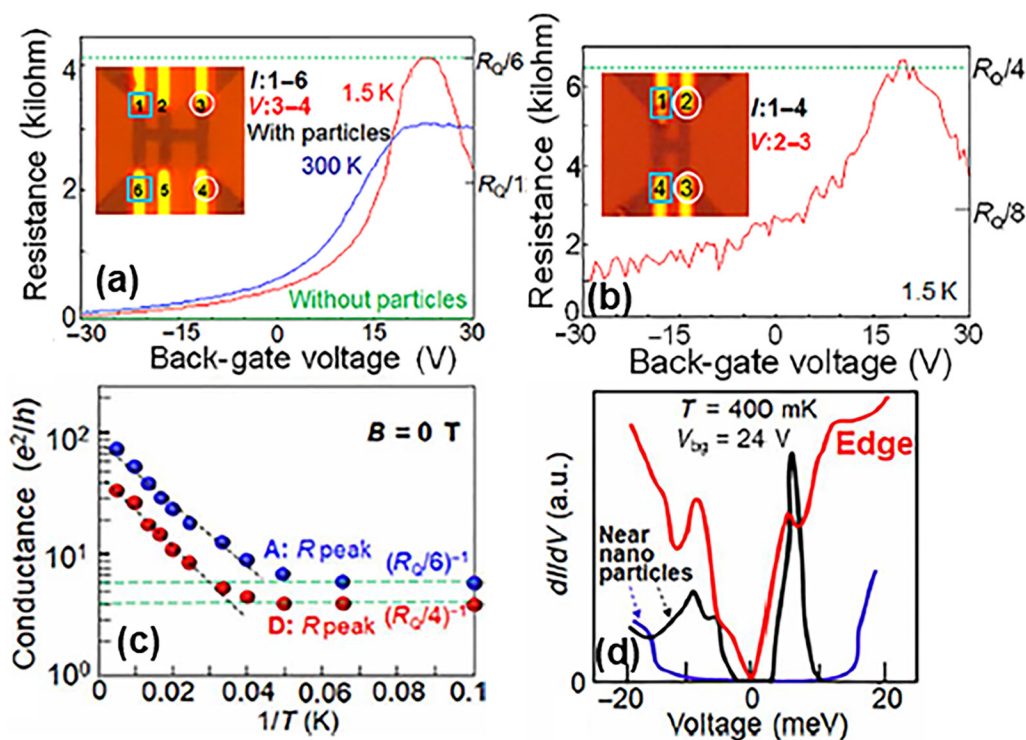 4
2
0
Resistance (kilohm)
1 2 3
6 5 4
I:1–6
V:3–4
With particles
1.5 K
300 K
R_Q/6
R_Q/1
(a)
Without particles
−30 −15 0 15 30
Back-gate voltage (V)
6
4
2
0
Resistance (kilohm)
1 2
4 3
I:1–4
V:2–3
R_Q/4
R_Q/8
(b)
1.5 K
−30 −15 0 15 30
Back-gate voltage (V)
10²
10¹
10⁰
Conductance (e²/h)
B = 0 T
A: R peak (R_Q/6)⁻¹
D: R peak (R_Q/4)⁻¹
(c)
0 0.02 0.04 0.06 0.08 0.1
1/T (K)
T = 400 mK
V_bg = 24 V
Edge
dI/dV (a.u.)
Near
nano
particles
(d)
0
−20 0 20
Voltage (meV)